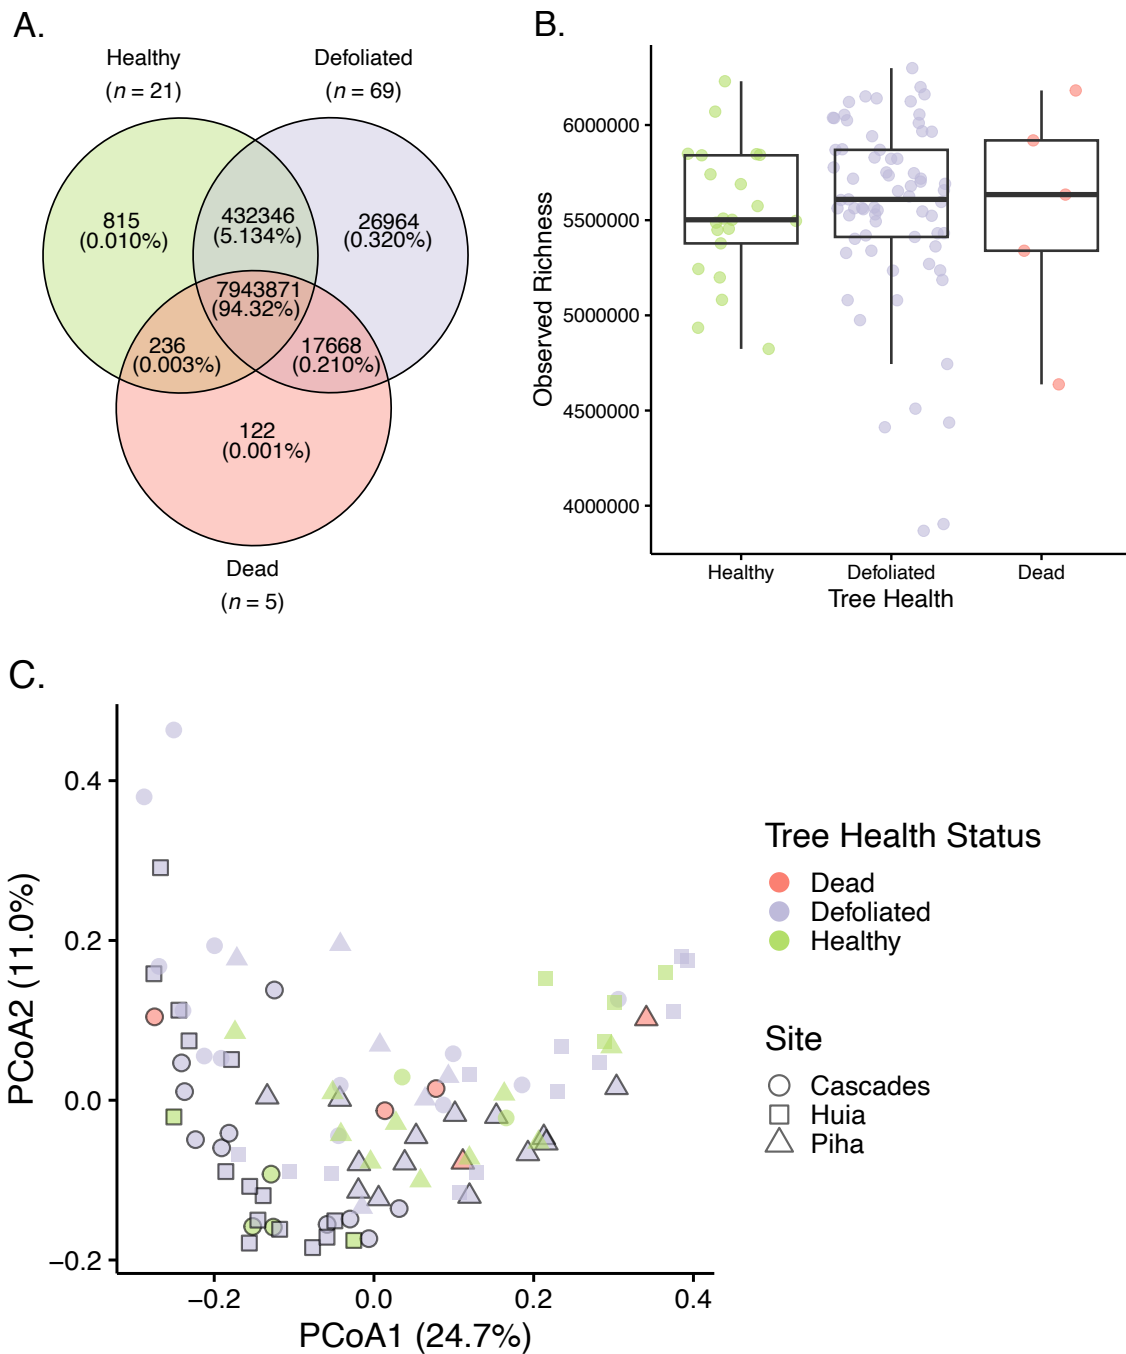 A.
Healthy
(n = 21)
Defoliated
(n = 69)
815
(0.010%)
432346
(5.134%)
26964
(0.320%)
7943871
(94.32%)
236
(0.003%)
17668
(0.210%)
122
(0.001%)
Dead
(n = 5)
B.
Observed Richness
6000000
5500000
5000000
4500000
4000000
Healthy
Defoliated
Dead
Tree Health
C.
PCoA2 (11.0%)
0.4
0.2
0.0
−0.2
−0.2
0.0
0.2
0.4
PCoA1 (24.7%)
Tree Health Status
Dead
Defoliated
Healthy
Site
Cascades
Huia
Piha